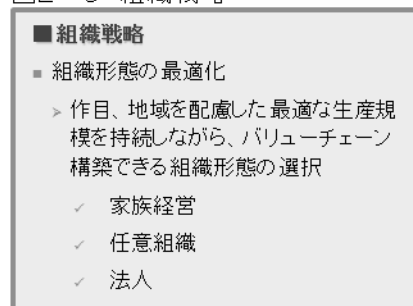 ■組織戦略
■ 組織形態の最適化
➢ 作目、地域を配慮した最適な生産規
模を持続しながら、バリューチェーン
構築できる組織形態の選択
✓ 家族経営
✓ 任意組織
✓ 法人